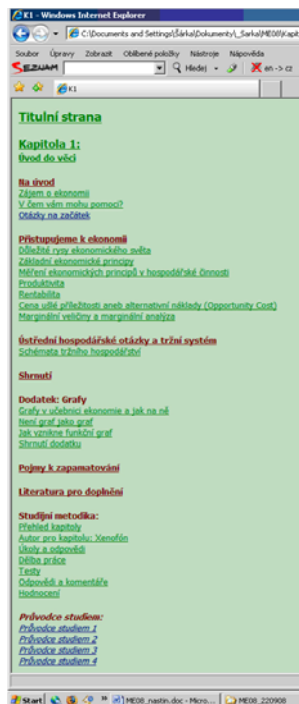 K1 - Windows Internet Explorer
C:\Documents and Settings\Šárka\Dokumenty\_Sarka\ME08\Kapit
Soubor Úpravy Zobrazit Oblíbené položky Nástroje Nápověda
SEZNAM Hledej en->cz
K1
Titulní strana
Kapitola 1:
Úvod do věci
Na úvod
Zájem o ekonomii
V čem vám mohu pomoci?
Otázky na začátek
Přistupujeme k ekonomii
Důležité rysy ekonomického světa
Základní ekonomické principy
Měření ekonomických principů v hospodářské činnosti
Produktivita
Rentabilita
Cena ušlé příležitosti aneb alternativní náklady (Opportunity Cost)
Marginální veličiny a marginální analýza
Ústřední hospodářské otázky a tržní systém
Schémata tržního hospodářství
Shrnutí
Dodatek: Grafy
Grafy v učebnici ekonomie a jak na ně
Není graf jako graf
Jak vznikne funkční graf
Shrnutí dodatku
Pojmy k zapamatování
Literatura pro doplnění
Studijní metodika:
Přehled kapitoly
Autor pro kapitolu: Xenofón
Úkoly a odpovědi
Dělba práce
Testy
Odpovědi a komentáře
Hodnocení
Průvodce studiem:
Průvodce studiem 1
Průvodce studiem 2
Průvodce studiem 3
Průvodce studiem 4
Start ME08_nastin.doc - Micro... ME08_220908